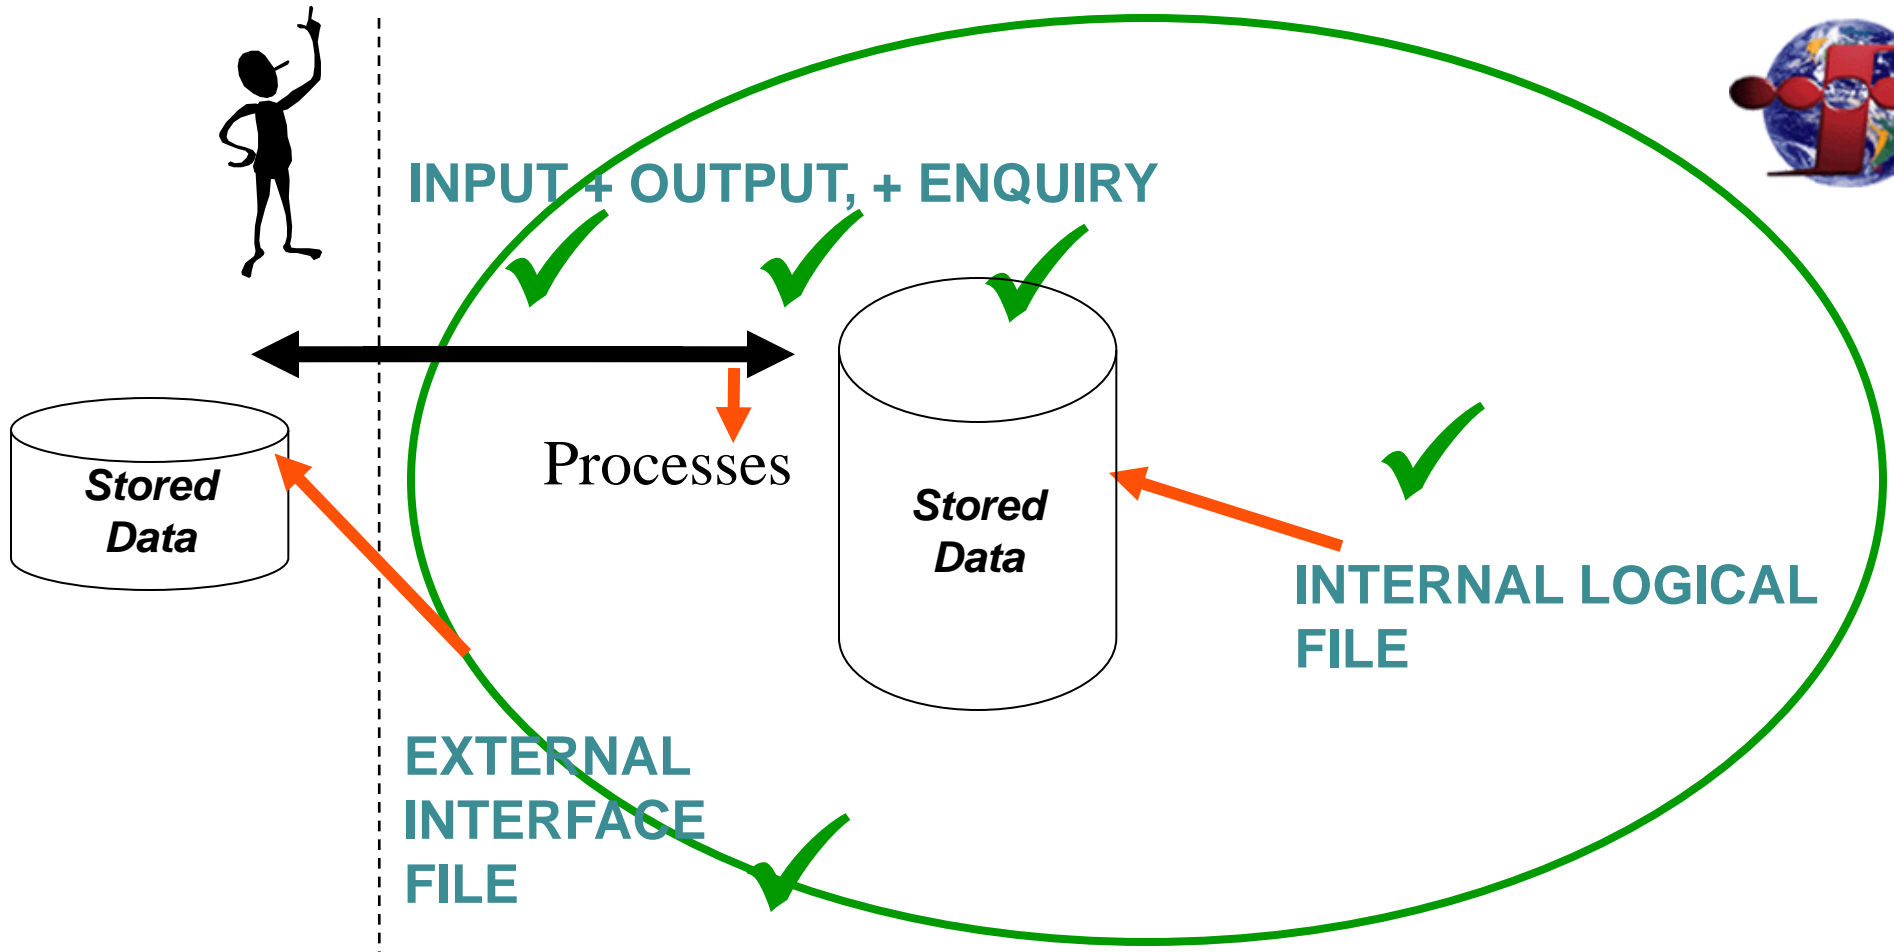 INPUT + OUTPUT, + ENQUIRY
Processes
Stored
Data
Stored
Data
INTERNAL LOGICAL
FILE
EXTERNAL
INTERFACE
FILE